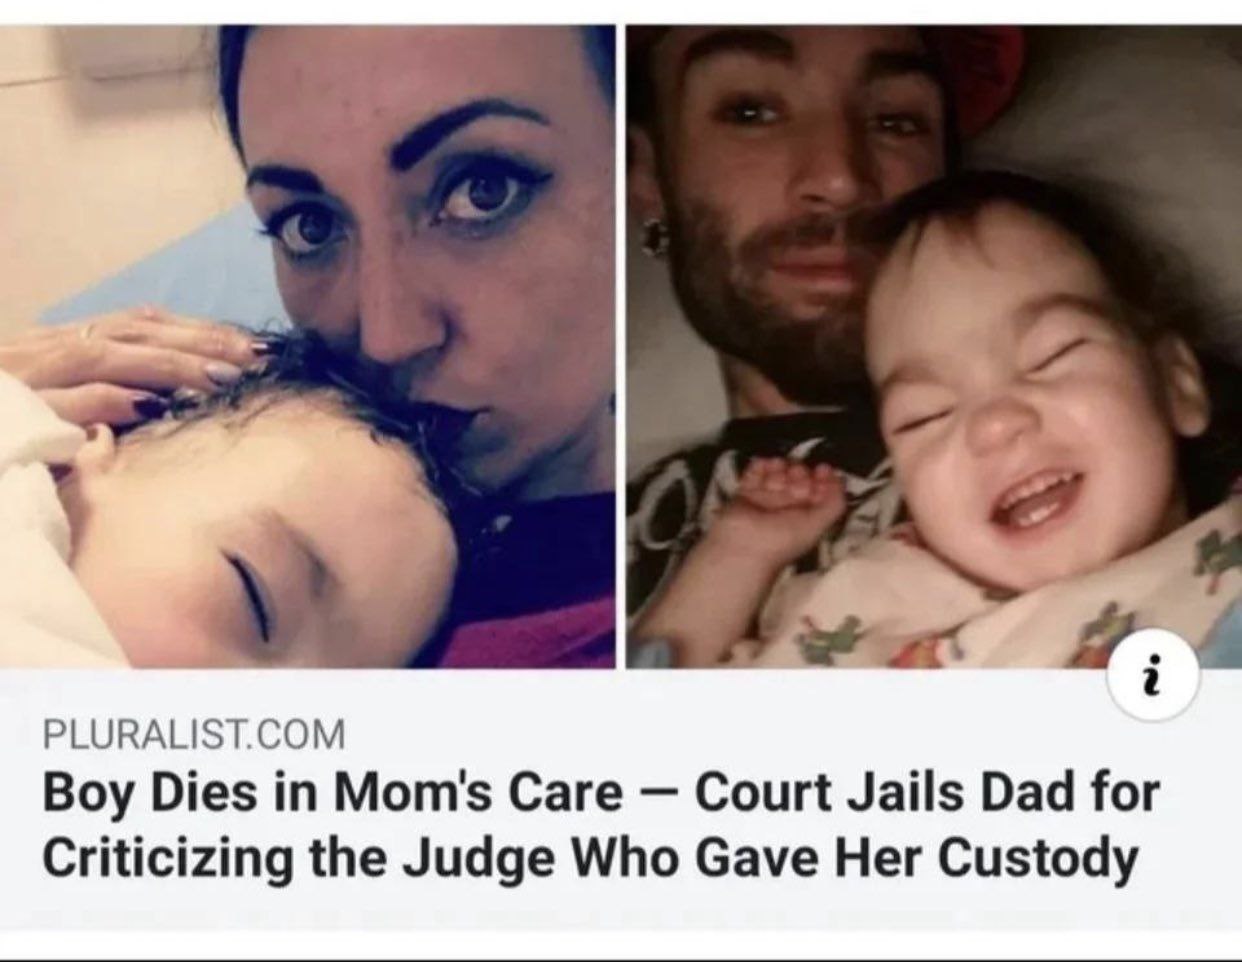 PLURALIST.COM
Boy Dies in Mom's Care — Court Jails Dad for
Criticizing the Judge Who Gave Her Custody